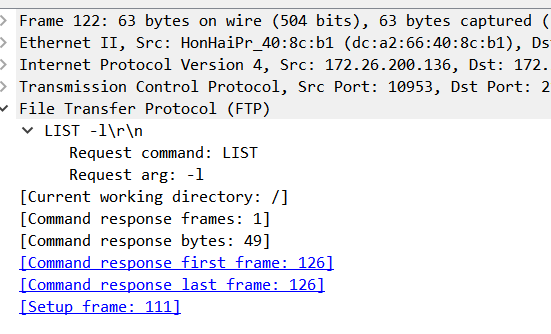 Frame 122: 63 bytes on wire (504 bits), 63 bytes captured (
Ethernet II, Src: HonHaiPr_40:8c:b1 (dc:a2:66:40:8c:b1), Ds
Internet Protocol Version 4, Src: 172.26.200.136, Dst: 172.
Transmission Control Protocol, Src Port: 10953, Dst Port: 2
File Transfer Protocol (FTP)
LIST -l\r\n
Request command: LIST
Request arg: -l
[Current working directory: /]
[Command response frames: 1]
[Command response bytes: 49]
[Command response first frame: 126]
[Command response last frame: 126]
[Setup frame: 111]